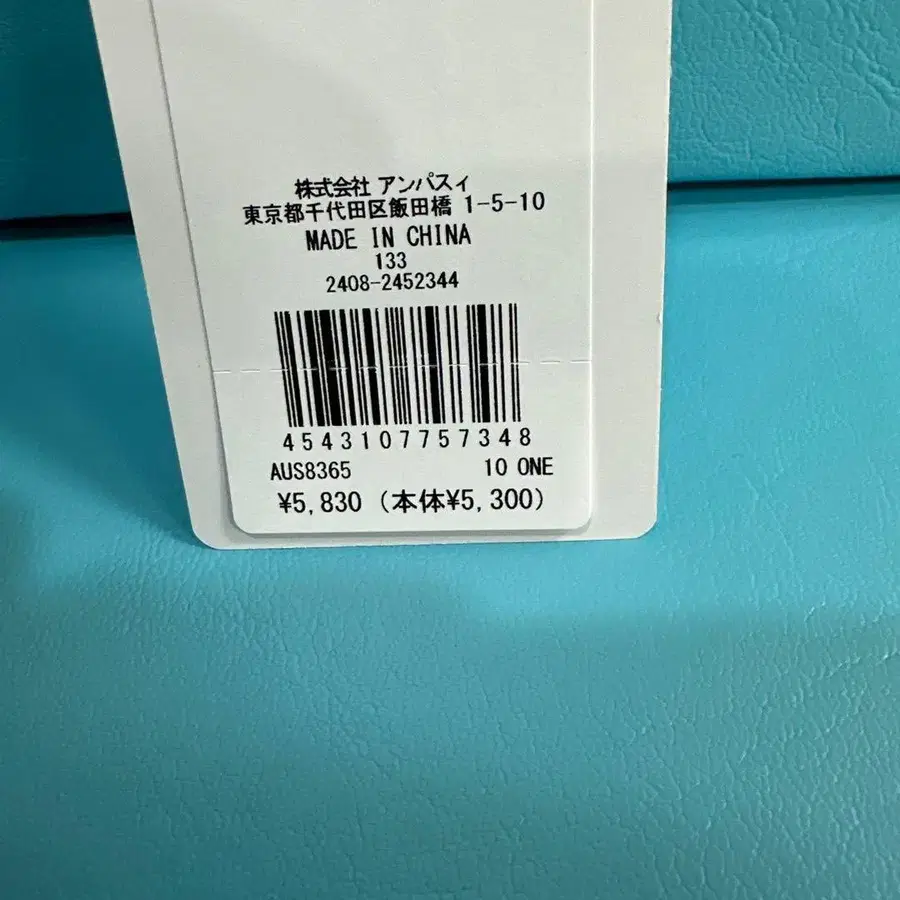 株式会社 アンパスィ
東京都千代田区飯田橋 1-5-10
MADE IN CHINA
133
2408-2452344
4543107757348
AUS8365 10 ONE
¥5,830 (本体¥5,300)